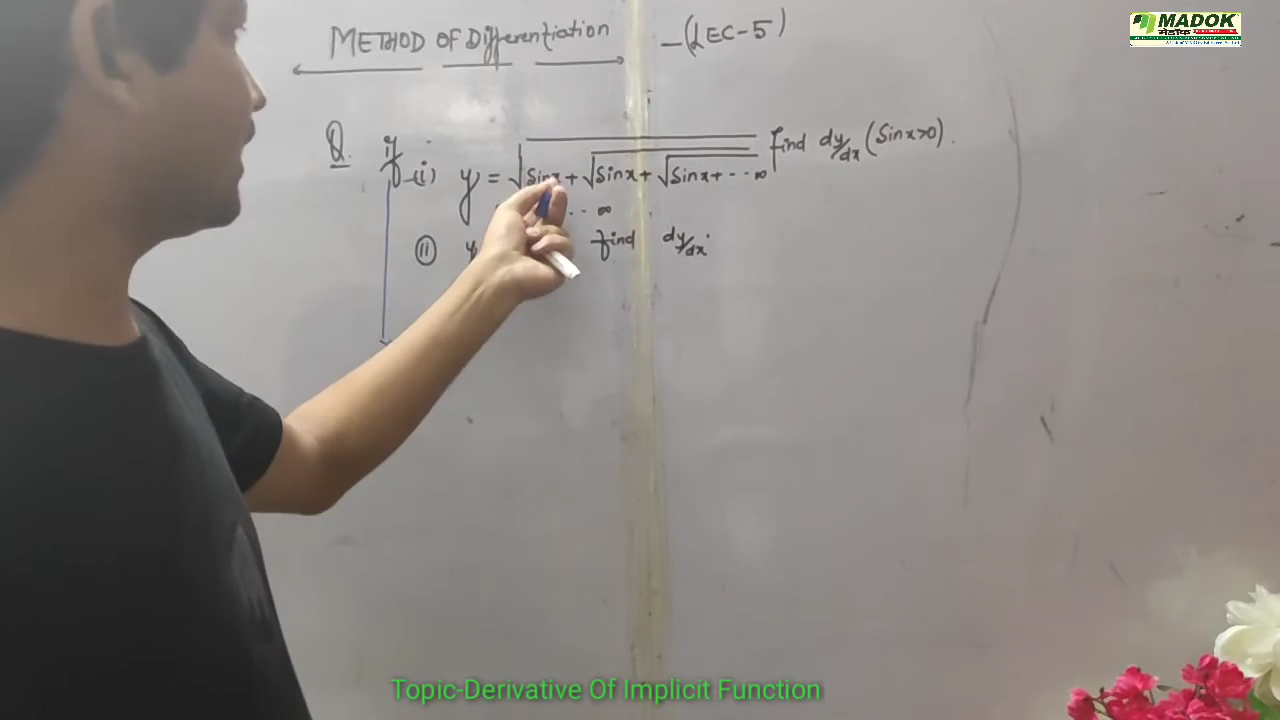 METHOD OF Differentiation - (LEC-5)
MADOK
Q. if (i) y = √sinx + √sinx + √sinx + --- ∞ find dy/dx (sinx>0).
.. ∞
(ii) y find dy/dx
Topic-Derivative Of Implicit Function